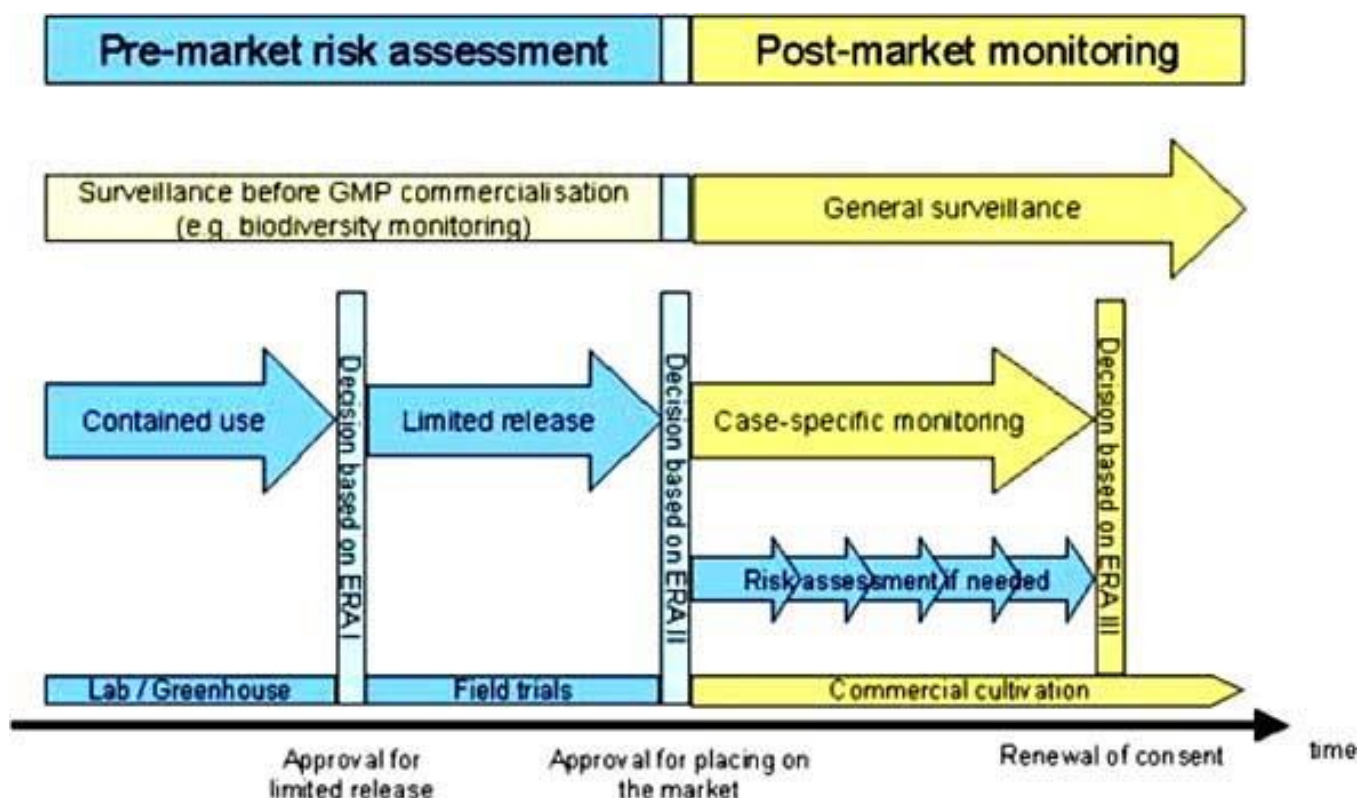 Pre-market risk assessment
Post-market monitoring
Surveillance before GMP commercialisation
(e.g. biodiversity monitoring)
General surveillance
Contained use
Decision based on ERA I
Limited release
Decision based on ERA II
Case-specific monitoring
Decision based on ERA III
Risk assessment if needed
Lab / Greenhouse
Field trials
Commercial cultivation
Approval for
limited release
Approval for placing on
the market
Renewal of consent
time